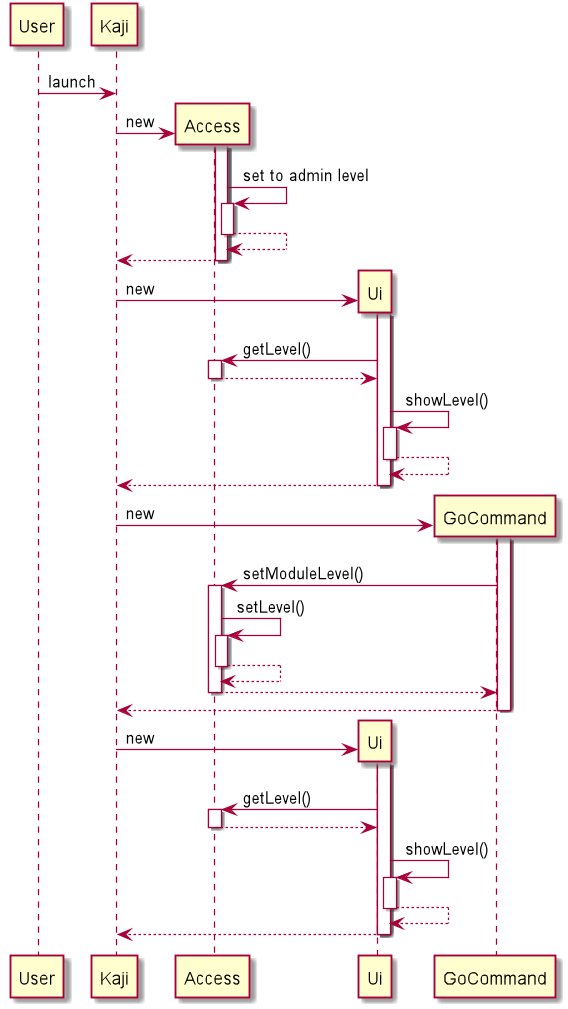 User
Kaji
launch
new
Access
set to admin level
new
Ui
getLevel()
showLevel()
new
GoCommand
setModuleLevel()
setLevel()
new
Ui
getLevel()
showLevel()
User
Kaji
Access
Ui
GoCommand